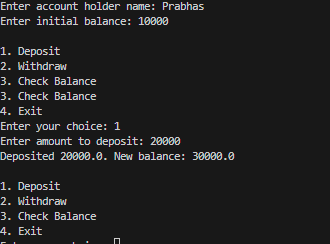 Enter account holder name: Prabhas
Enter initial balance: 10000
1. Deposit
2. Withdraw
3. Check Balance
3. Check Balance
4. Exit
Enter your choice: 1
Enter amount to deposit: 20000
Deposited 20000.0. New balance: 30000.0
1. Deposit
2. Withdraw
3. Check Balance
4. Exit